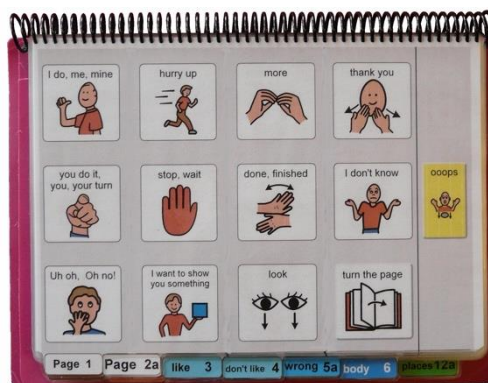 I do, me, mine
hurry up
more
thank you
you do it,
you, your turn
stop, wait
done, finished
I don't know
ooops
Uh oh, Oh no!
I want to show
you something
look
turn the page
Page 1
Page 2a
like 3
don't like 4
wrong 5a
body 6
places 12a